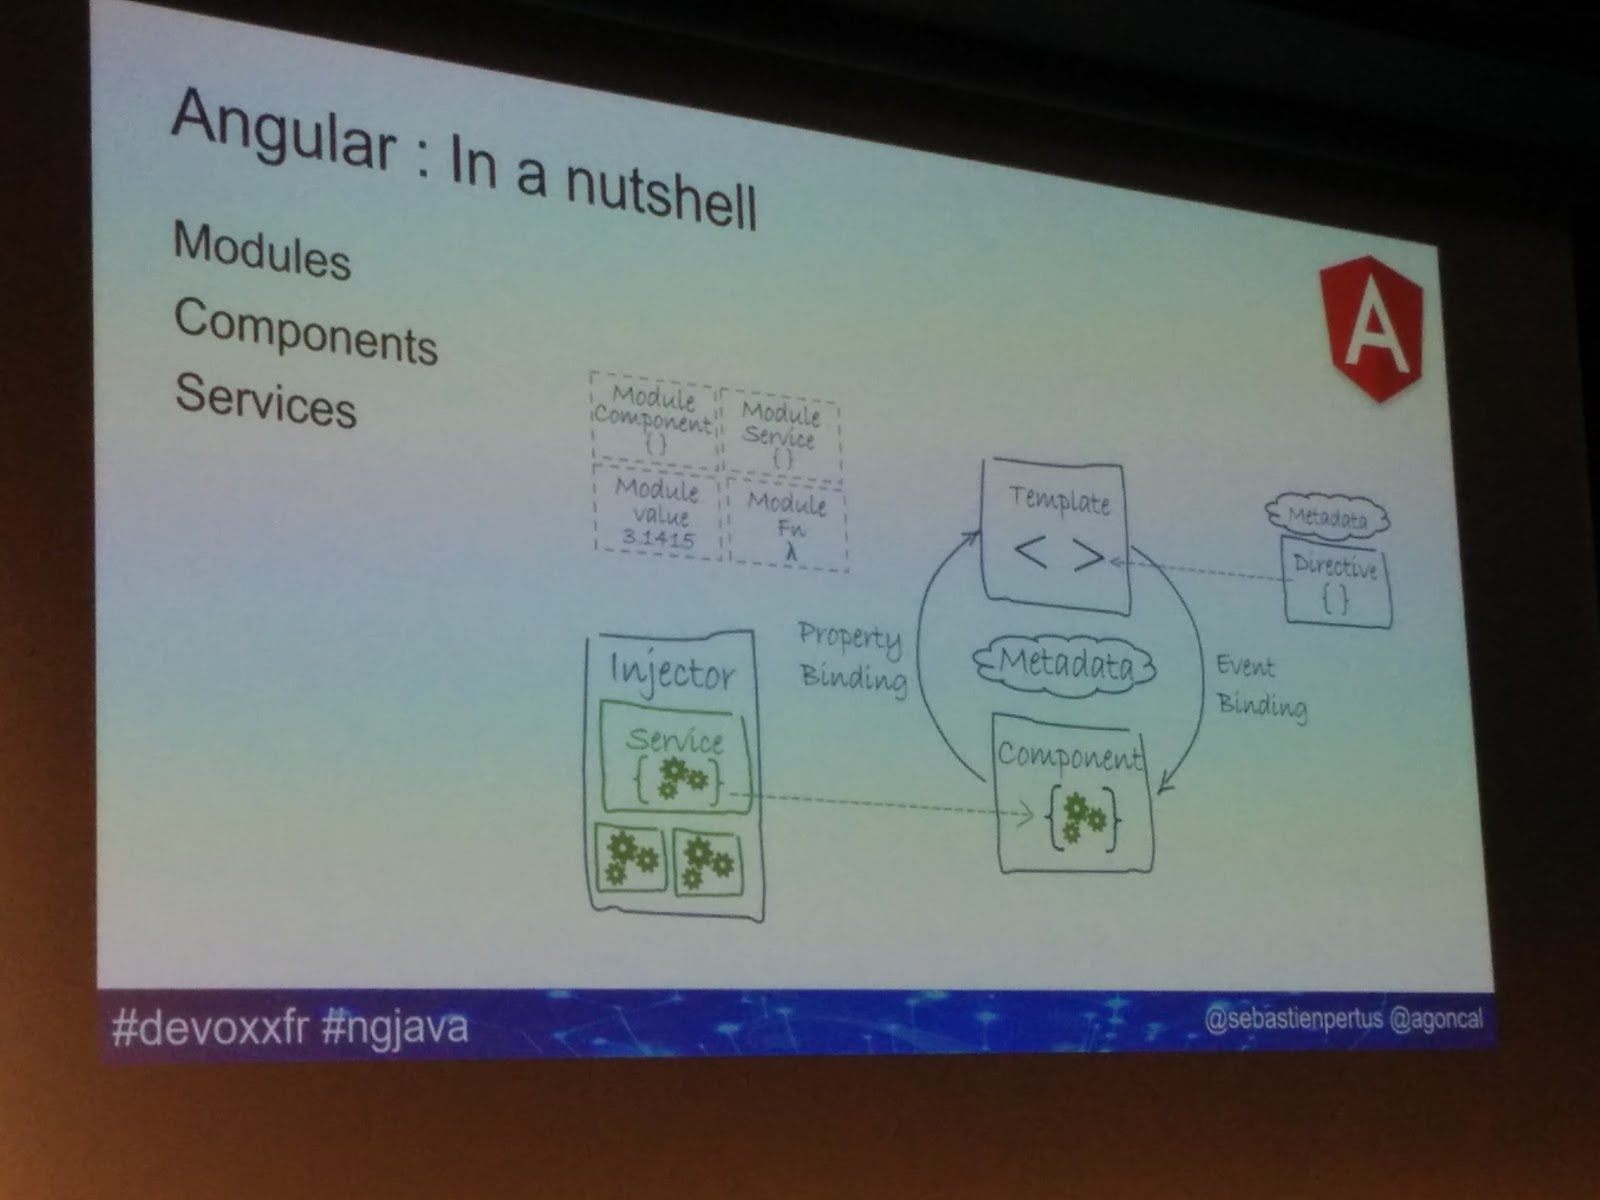 Angular : In a nutshell
Modules
Components
Services
A
Module
Component
{ }
Module
Service
{ }
Module
value
3.1415
Module
Fn
λ
Template
< >
Metadata
Directive
{ }
Property
Binding
Metadata
Event
Binding
Injector
Service
{ }
Component
{ }
#devoxxfr #ngjava
@sebastienpertus @agoncal